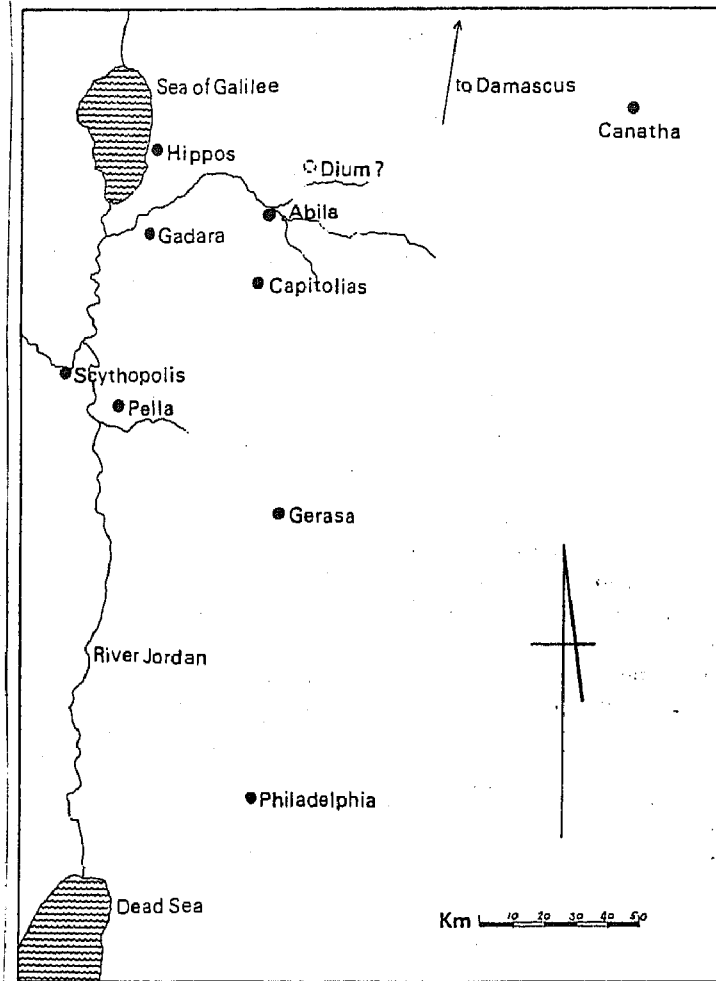 Sea of Galilee
to Damascus
Canatha
Hippos
Dium?
Abila
Gadara
Capitolias
Scythopolis
Pella
Gerasa
River Jordan
Philadelphia
Dead Sea
Km 10 20 30 40 50